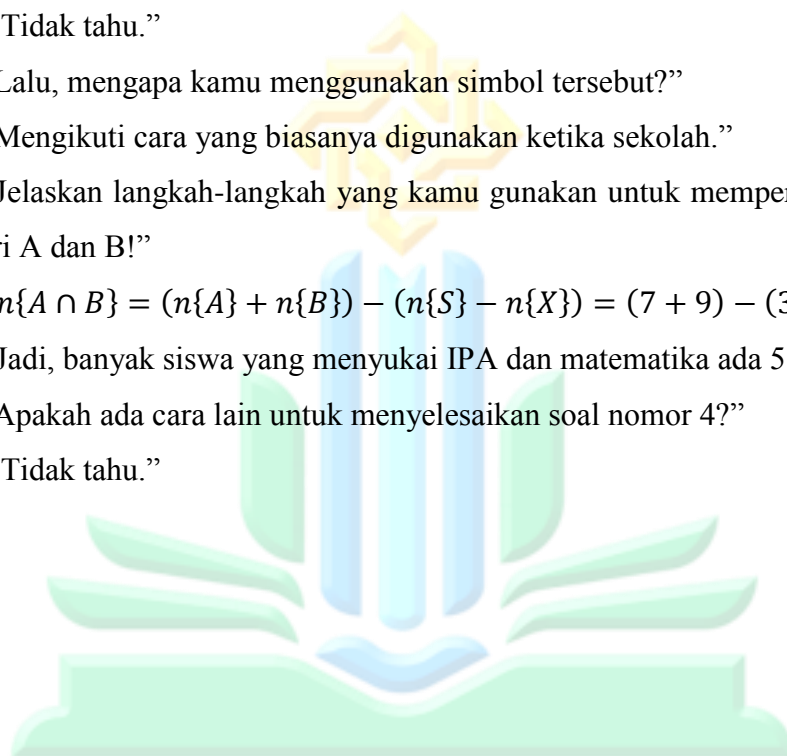 Tidak tahu.”
Lalu, mengapa kamu menggunakan simbol tersebut?”
Mengikuti cara yang biasanya digunakan ketika sekolah.”
Jelaskan langkah-langkah yang kamu gunakan untuk
A dan B!”
n{A ∩ B} = (n{A} + n{B}) − (n{S} − n{X}) = (7 + 9) − (3
Jadi, banyak siswa yang menyukai IPA dan matematika ada 5
Apakah ada cara lain untuk menyelesaikan soal nomor 4?”
Tidak tahu.”